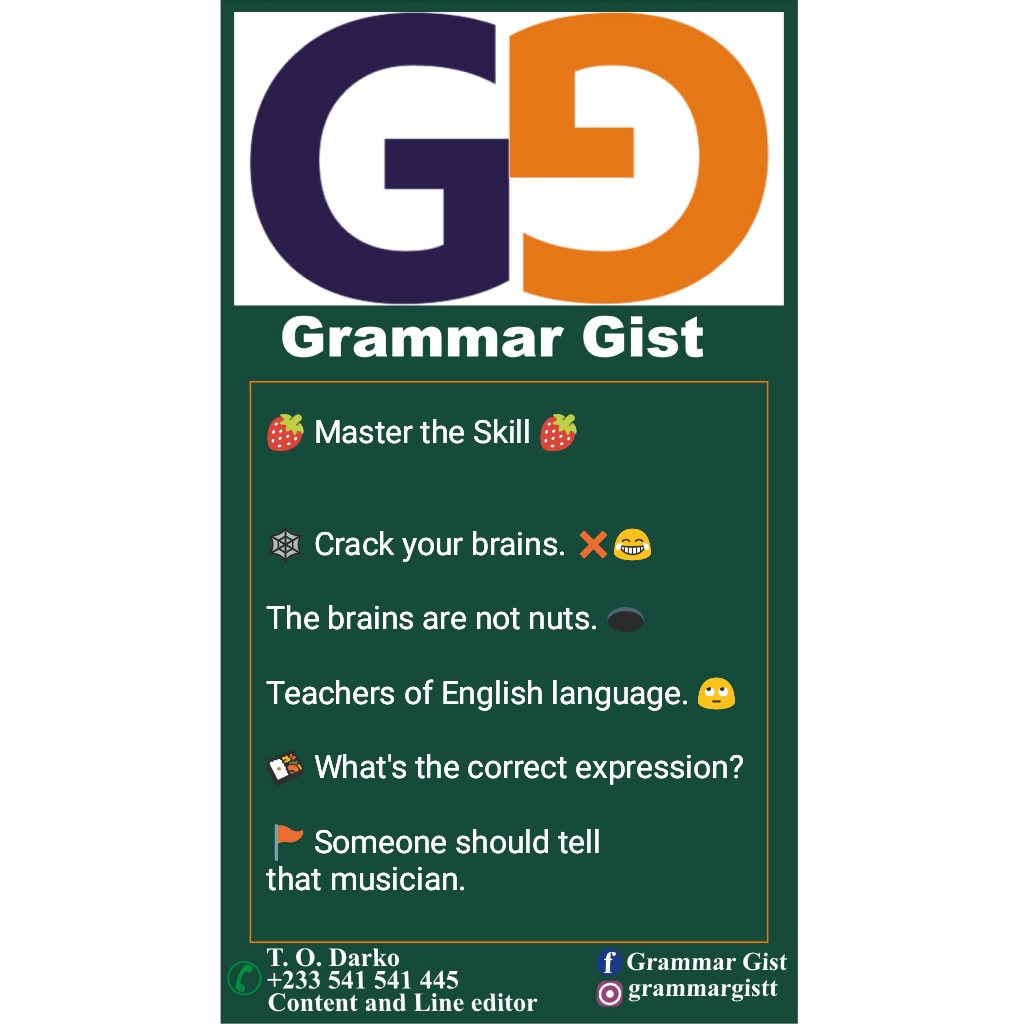 GG
Grammar Gist
🍓 Master the Skill 🍓
🕸️ Crack your brains. ❌😂
The brains are not nuts. 🕳️
Teachers of English language. 🙄
🍱 What's the correct expression?
🚩 Someone should tell
that musician.
T. O. Darko
+233 541 541 445
Content and Line editor
f Grammar Gist
grammargistt